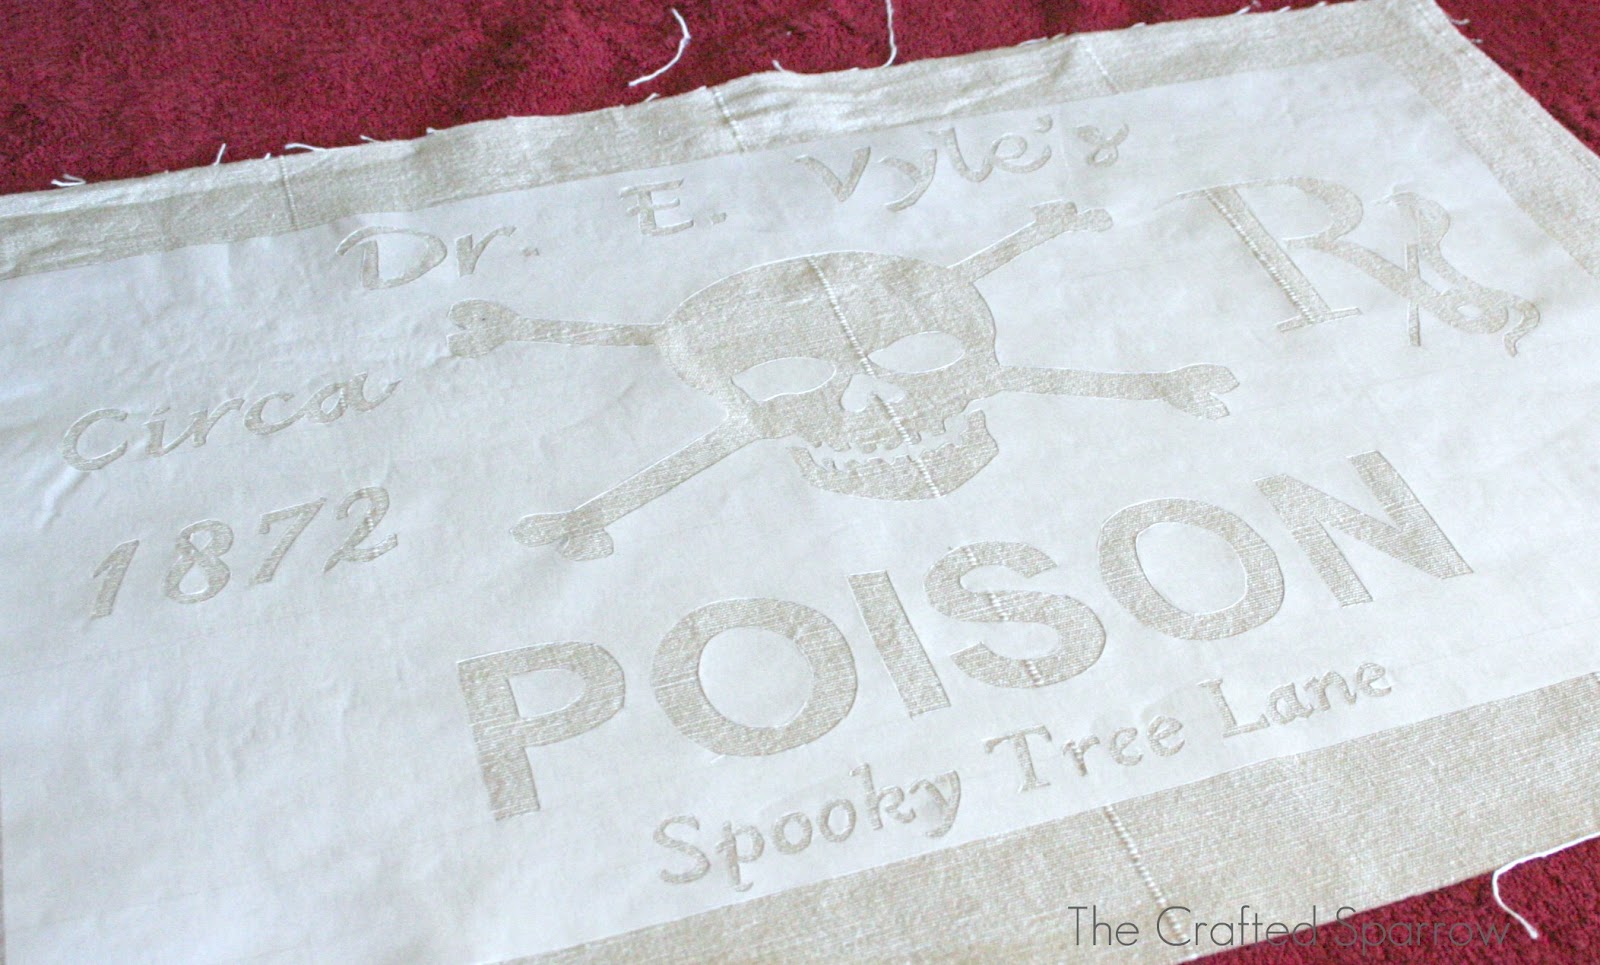 Dr. E. Vyle's
Rx
Circa
1872
POISON
Spooky Tree Lane
The Crafted Sparrow